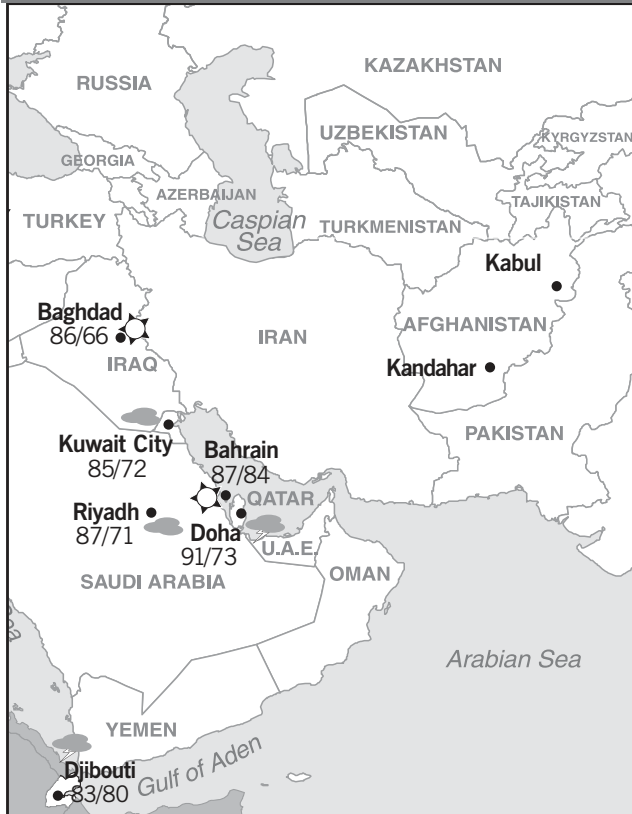 KAZAKHSTAN
RUSSIA
UZBEKISTAN
KYRGYZSTAN
GEORGIA
AZERBAIJAN
TAJIKISTAN
TURKEY
Caspian
Sea
TURKMENISTAN
Kabul
Baghdad
86/66
IRAQ
IRAN
AFGHANISTAN
Kandahar
PAKISTAN
Kuwait City
85/72
Bahrain
87/84
QATAR
Riyadh
87/71
Doha
91/73
U.A.E.
SAUDI ARABIA
OMAN
Arabian Sea
YEMEN
Gulf of Aden
Djibouti
83/80